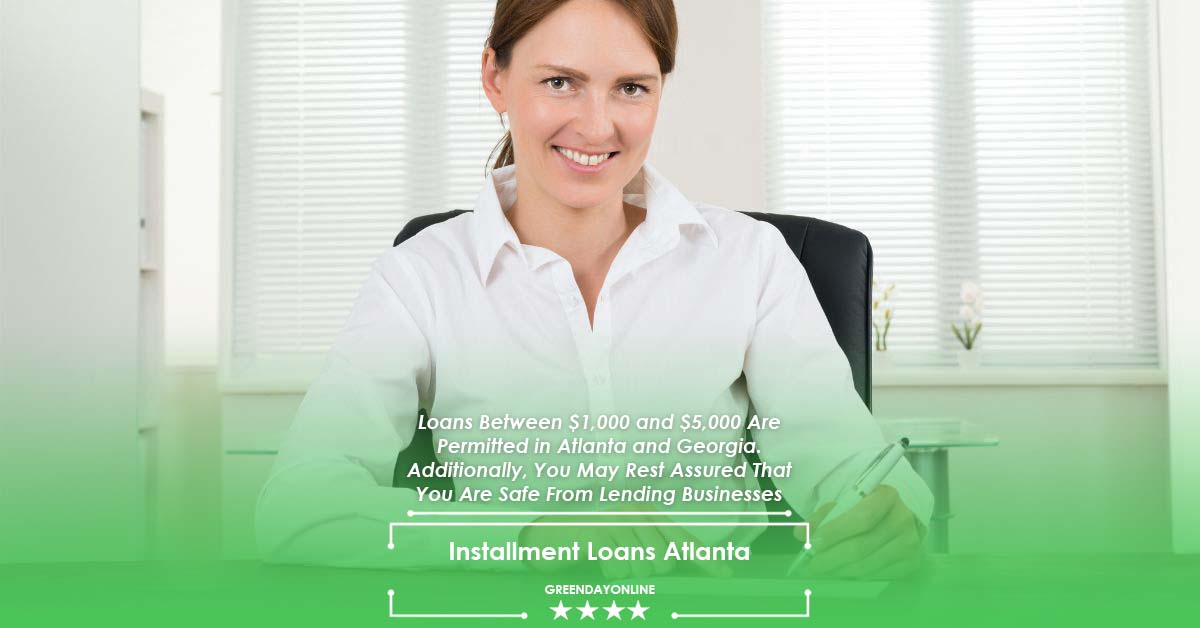 Loans Between $1,000 and $5,000 Are
Permitted in Atlanta and Georgia.
Additionally, You May Rest Assured That
You Are Safe From Lending Businesses
Installment Loans Atlanta
GREENDAYONLINE